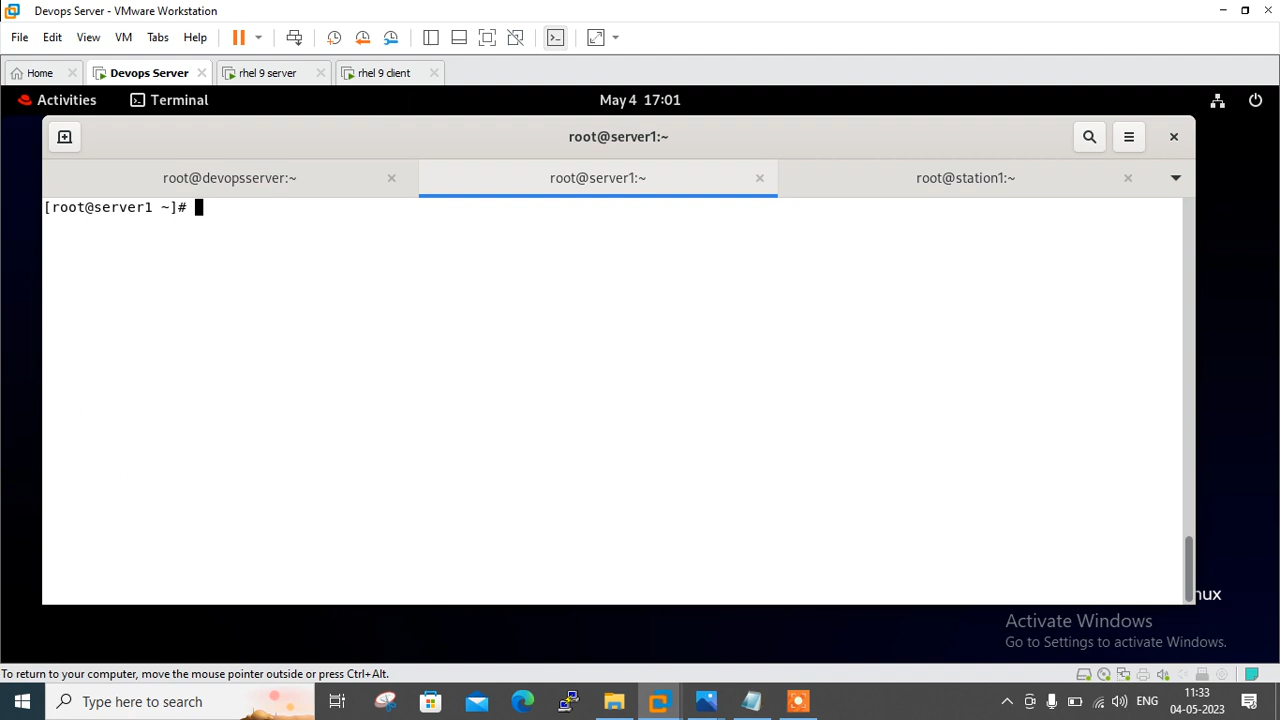 Devops Server - VMware Workstation
File Edit View VM Tabs Help
Home Devops Server rhel 9 server rhel 9 client
Activities Terminal May 4 17:01
root@server1:~
root@devopsserver:~ root@server1:~ root@station1:~
[root@server1 ~]#
nux
Activate Windows
Go to Settings to activate Windows.
To return to your computer, move the mouse pointer outside or press Ctrl+Alt.
Type here to search
ENG
11:33
04-05-2023